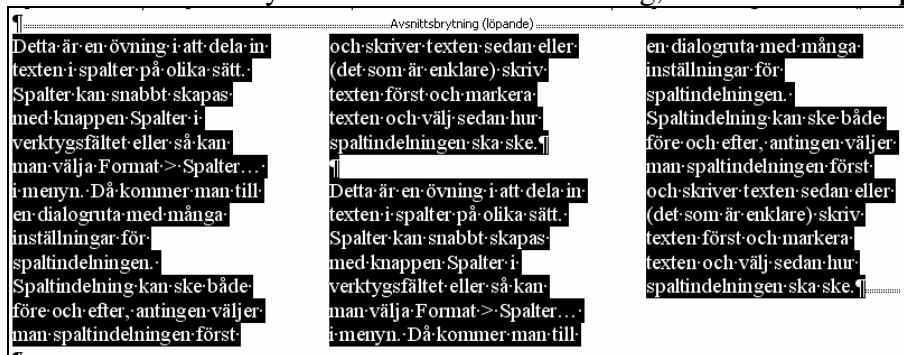 ¶
Avsnittsbrytning (löpande)
Detta är en övning i att dela in
texten i spalter på olika sätt.
Spalter kan snabbt skapas
med knappen Spalter i
verktygsfältet eller så kan
man välja Format > Spalter…
i menyn. Då kommer man till
en dialogruta med många
inställningar för
spaltindelningen.
Spaltindelning kan ske både
före och efter, antingen väljer
man spaltindelningen först
och skriver texten sedan eller
(det som är enklare) skriv
texten först och markera
texten och välj sedan hur
spaltindelningen ska ske.¶
¶
Detta är en övning i att dela in
texten i spalter på olika sätt.
Spalter kan snabbt skapas
med knappen Spalter i
verktygsfältet eller så kan
man välja Format > Spalter…
i menyn. Då kommer man till
en dialogruta med många
inställningar för
spaltindelningen.
Spaltindelning kan ske både
före och efter, antingen väljer
man spaltindelningen först
och skriver texten sedan eller
(det som är enklare) skriv
texten först och markera
texten och välj sedan hur
spaltindelningen ska ske.¶